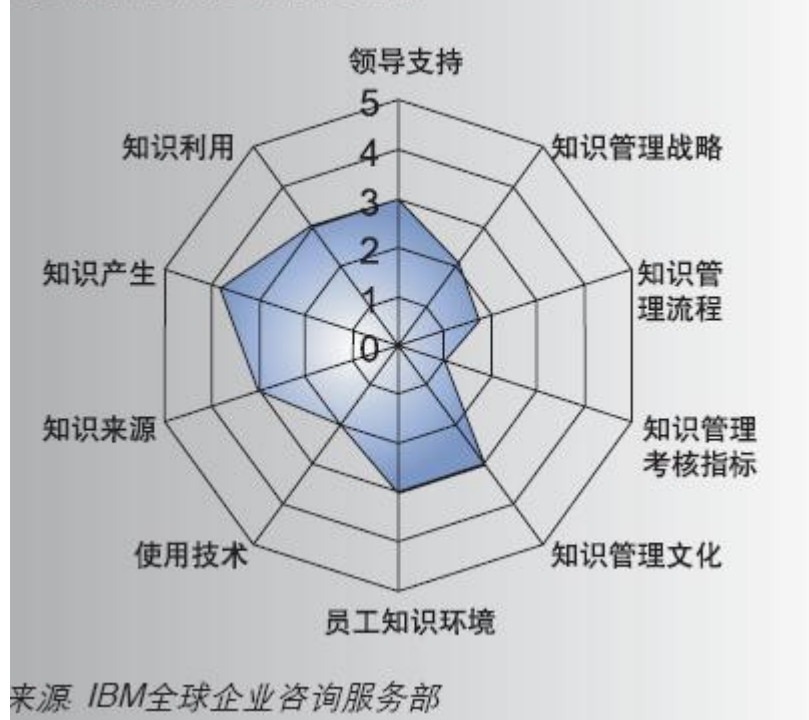 领导支持
5
知识利用
4
知识管理战略
3
2
知识产生
知识管
理流程
1
0
知识来源
知识管理
考核指标
使用技术
知识管理文化
员工知识环境
来源 IBM全球企业咨询服务部